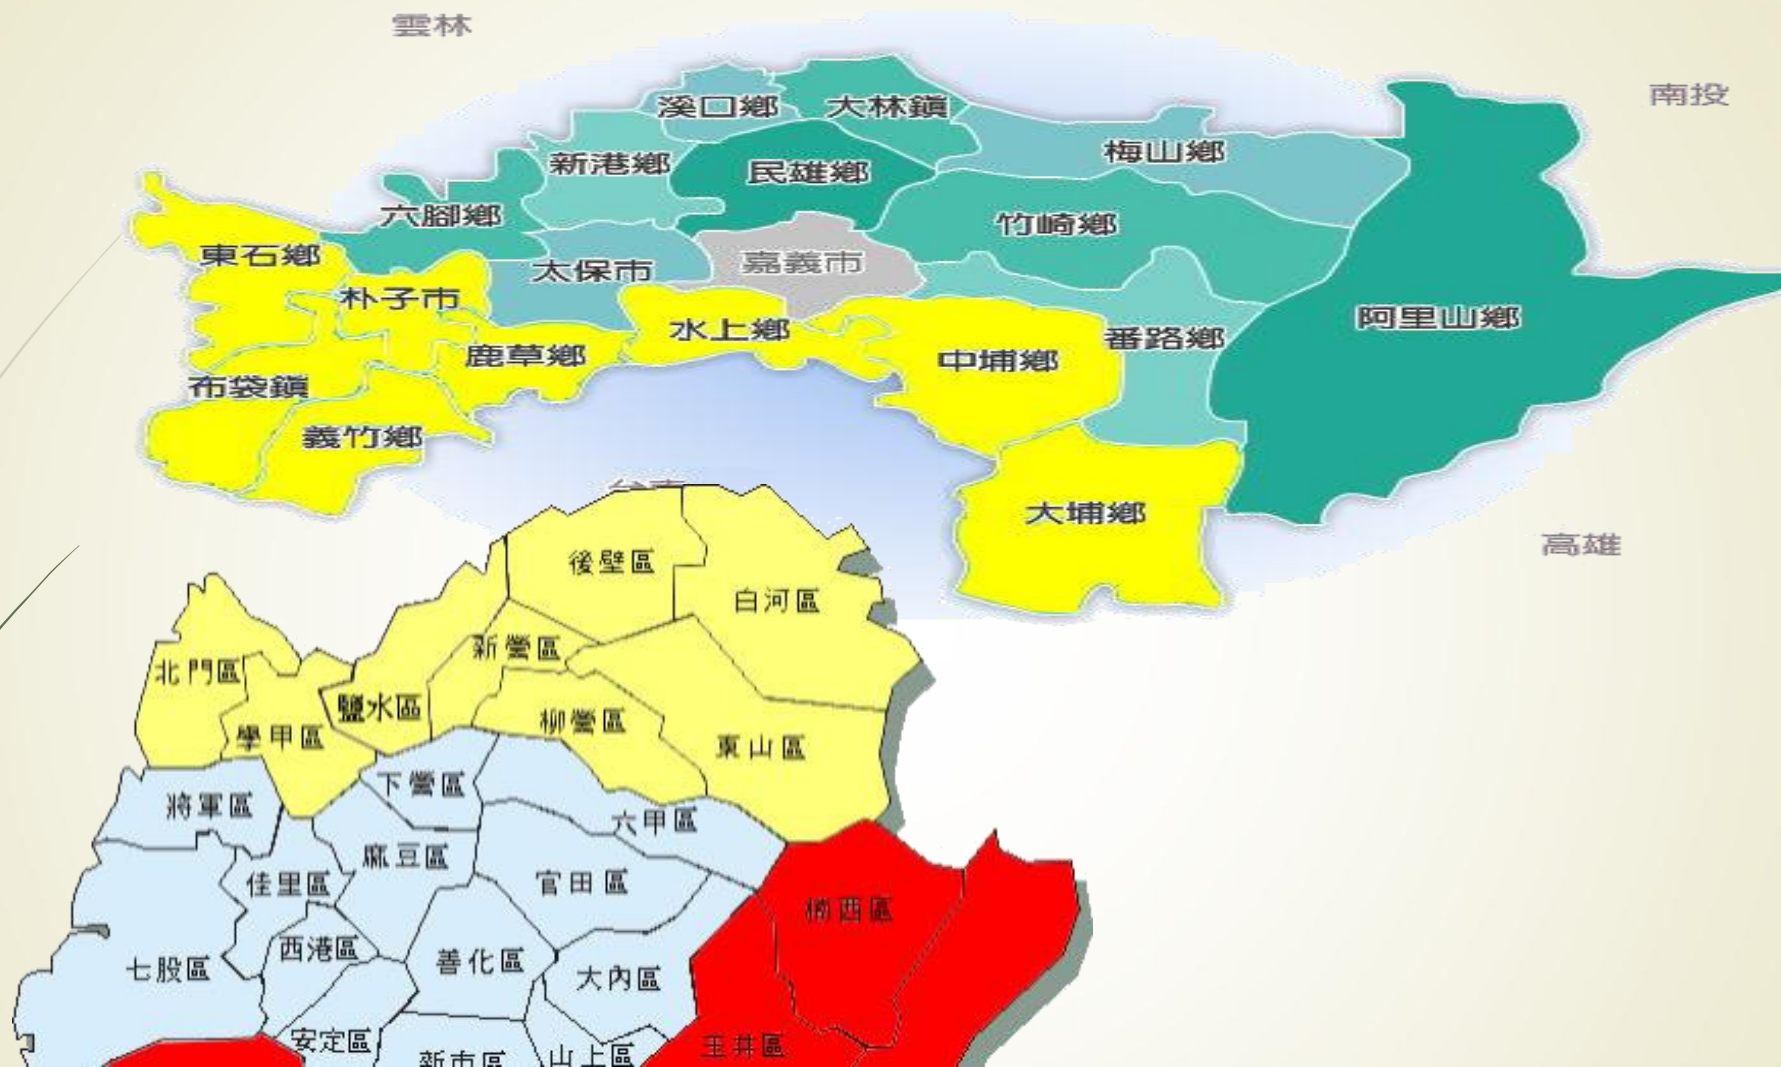 雲林
南投
溪口鄉
大林鎮
新港鄉
民雄鄉
梅山鄉
六腳鄉
竹崎鄉
東石鄉
太保市
嘉義市
朴子市
水上鄉
阿里山鄉
鹿草鄉
中埔鄉
番路鄉
布袋鎮
義竹鄉
大埔鄉
高雄
後壁區
白河區
新營區
北門區
鹽水區
學甲區
柳營區
東山區
下營區
將軍區
六甲區
麻豆區
佳里區
官田區
楠西區
西港區
善化區
七股區
大內區
安定區
玉井區
新市區
山上區